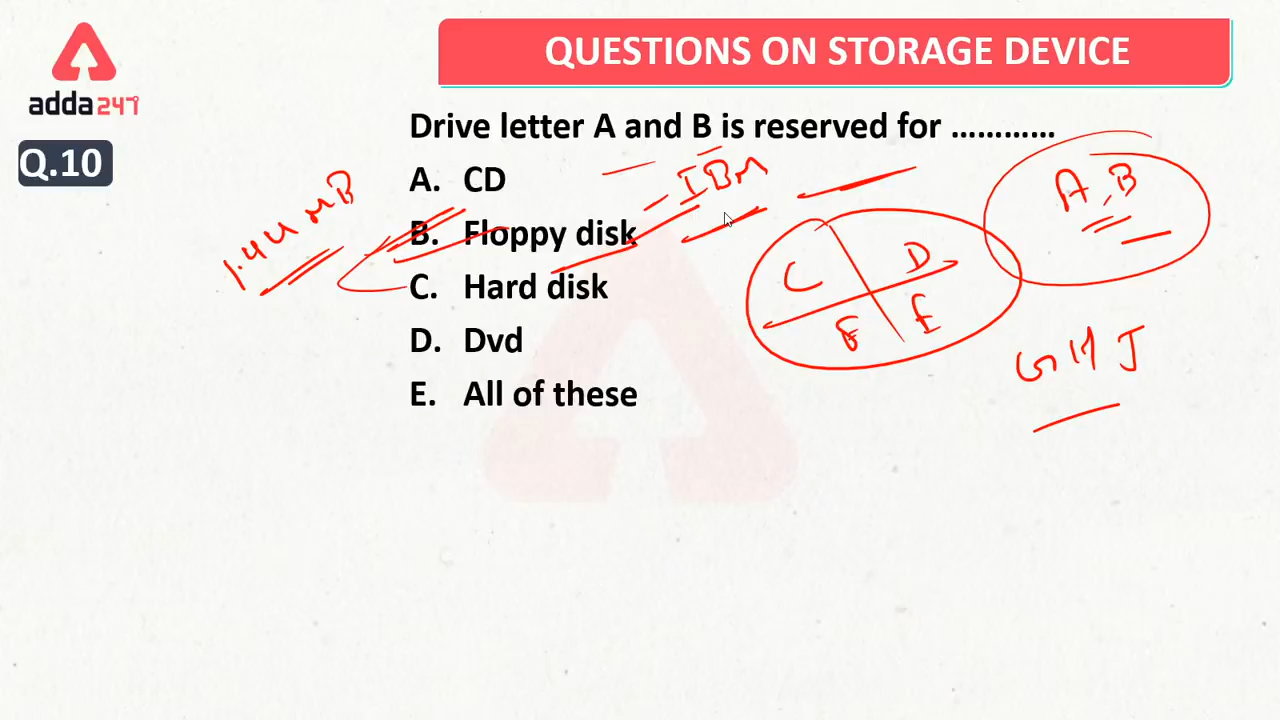 QUESTIONS ON STORAGE DEVICE
adda247
Q.10
Drive letter A and B is reserved for .............
A. CD
B. Floppy disk
C. Hard disk
D. Dvd
E. All of these
1.44 MB
- IBM
A, B
C D
F E
G H J